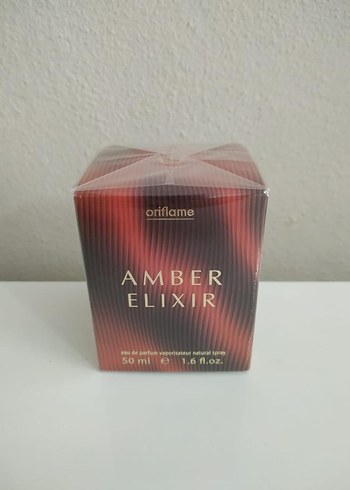 oriflame
AMBER
ELIXIR
eau de parfum vaporisateur natural spray
50 ml ℮ 1.6 fl.oz.